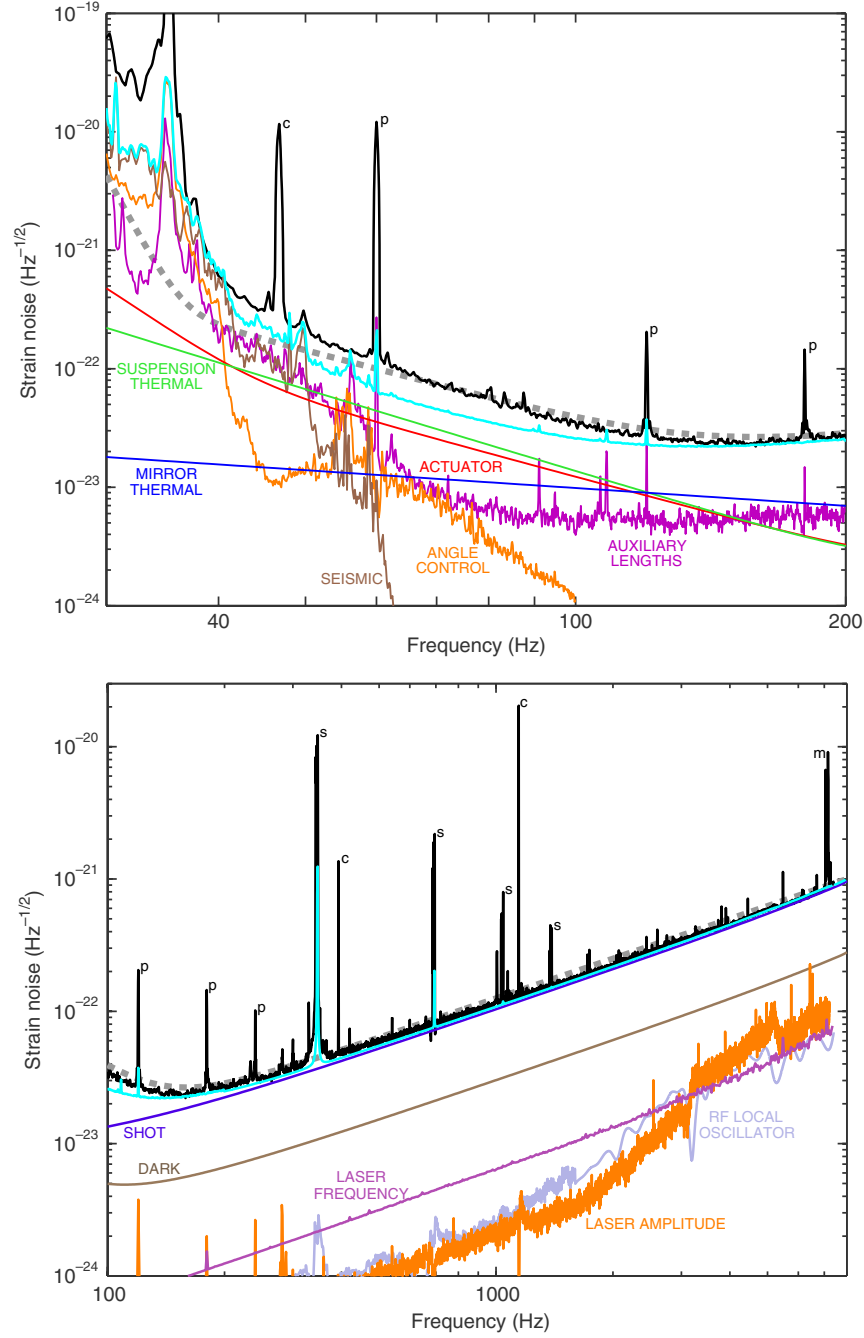 10⁻¹⁹
10⁻²⁰
10⁻²¹
10⁻²²
10⁻²³
10⁻²⁴
Strain noise (Hz⁻¹/²)
c
p
p
p
SUSPENSION
THERMAL
MIRROR
THERMAL
ACTUATOR
ANGLE
CONTROL
AUXILIARY
LENGTHS
SEISMIC
40
100
200
Frequency (Hz)
10⁻²⁰
10⁻²¹
10⁻²²
10⁻²³
10⁻²⁴
Strain noise (Hz⁻¹/²)
p
p
p
s
c
s
s
c
s
m
SHOT
DARK
LASER
FREQUENCY
RF LOCAL
OSCILLATOR
LASER AMPLITUDE
100
1000
Frequency (Hz)